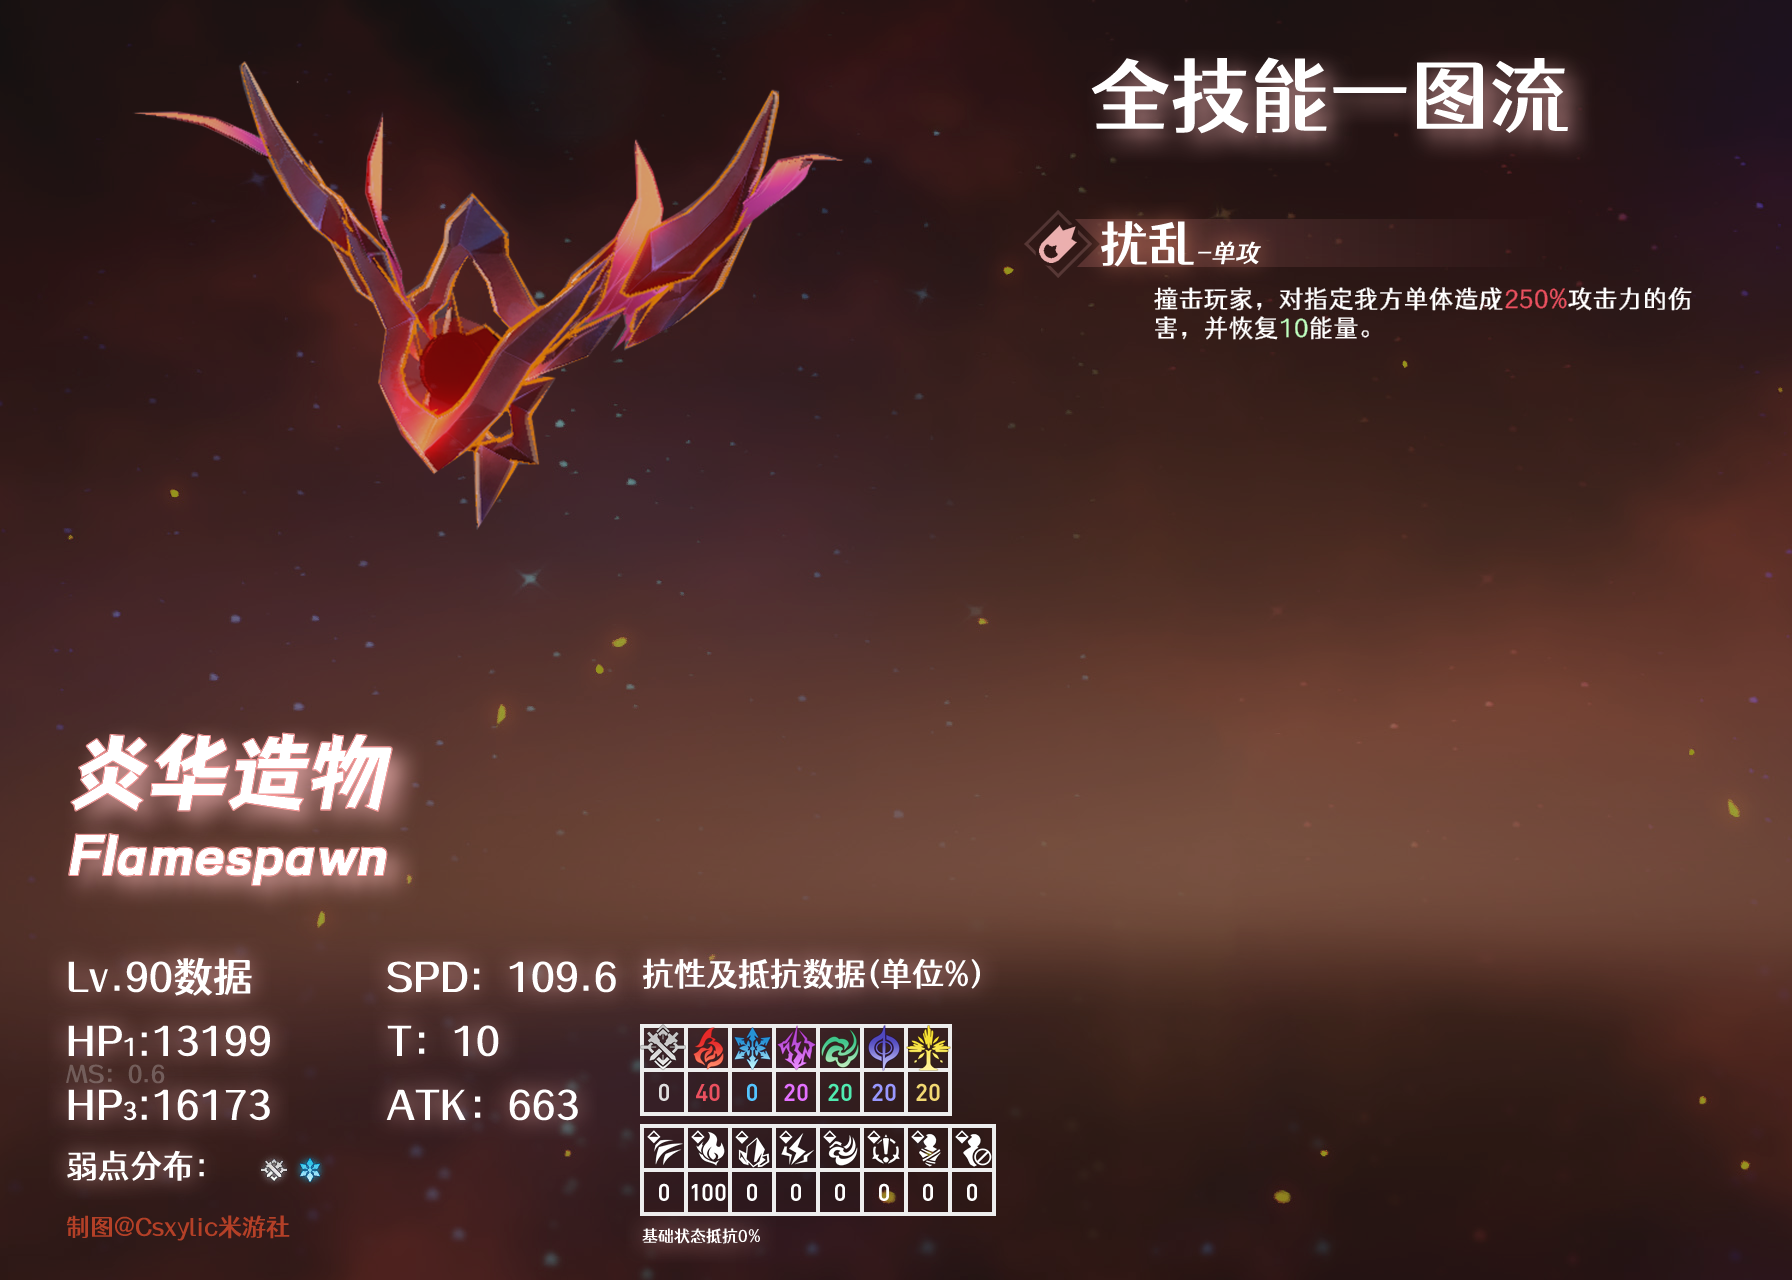 全技能一图流
扰乱-单攻
撞击玩家，对指定我方单体造成250%攻击力的伤
害，并恢复10能量。
炎华造物
Flamespawn
Lv.90数据
SPD：109.6
HP1:13199
T：10
MS：0.6
HP3:16173
ATK：663
弱点分布：
制图@Csxylic米游社
抗性及抵抗数据(单位%)
0 40 0 20 20 20 20
0 100 0 0 0 0 0 0
基础状态抵抗0%